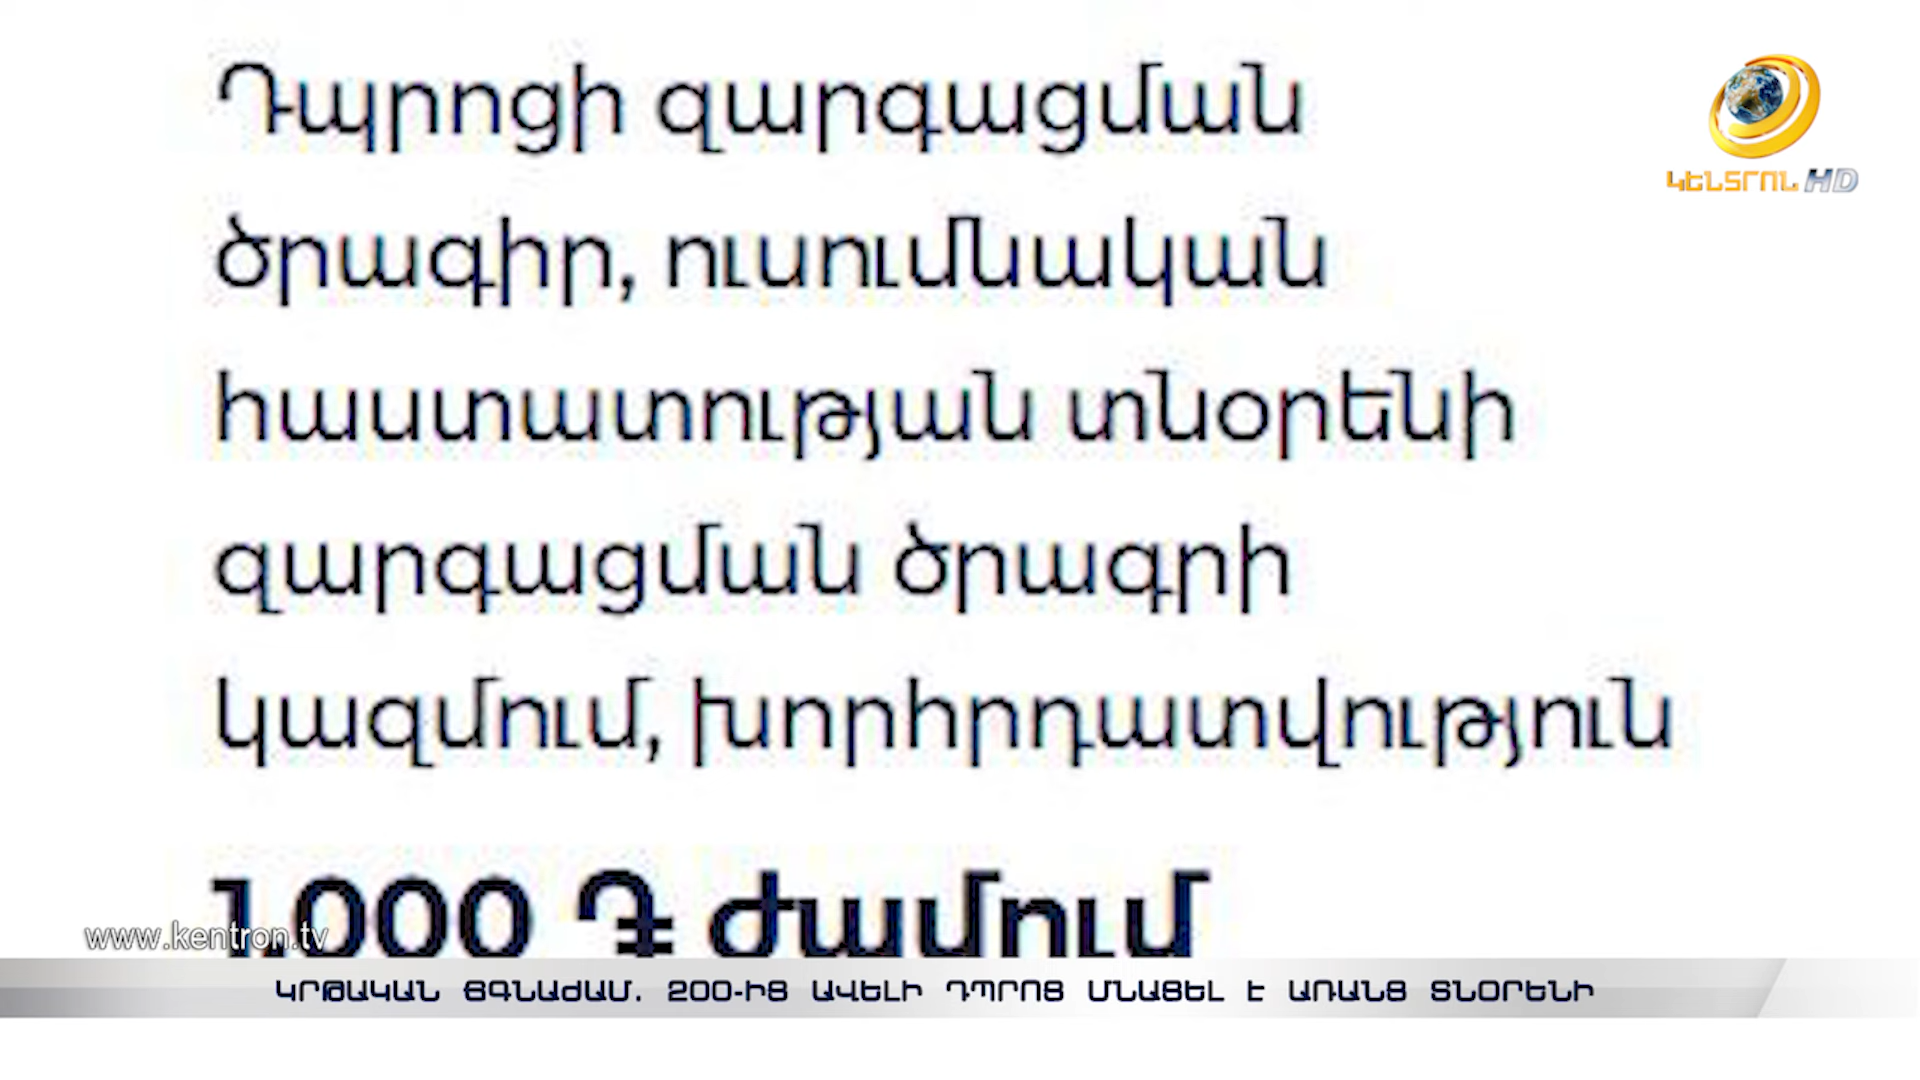 Դպրոցի զարգացման
ծրագիր, ուսումնական
հաստատության տնօրենի
զարգացման ծրագրի
կազմում, խորհրդատվություն
1,000 ֏ ժամում
ԿԵՆՏՐՈՆ HD
www.kentron.tv
ԿՐԹԱԿԱՆ ՃԳՆԱԺԱՄ. 200-ԻՑ ԱՎԵԼԻ ԴՊՐՈՑ ՄՆԱՑԵԼ Է ԱՌԱՆՑ ՏՆՕՐԵՆԻ